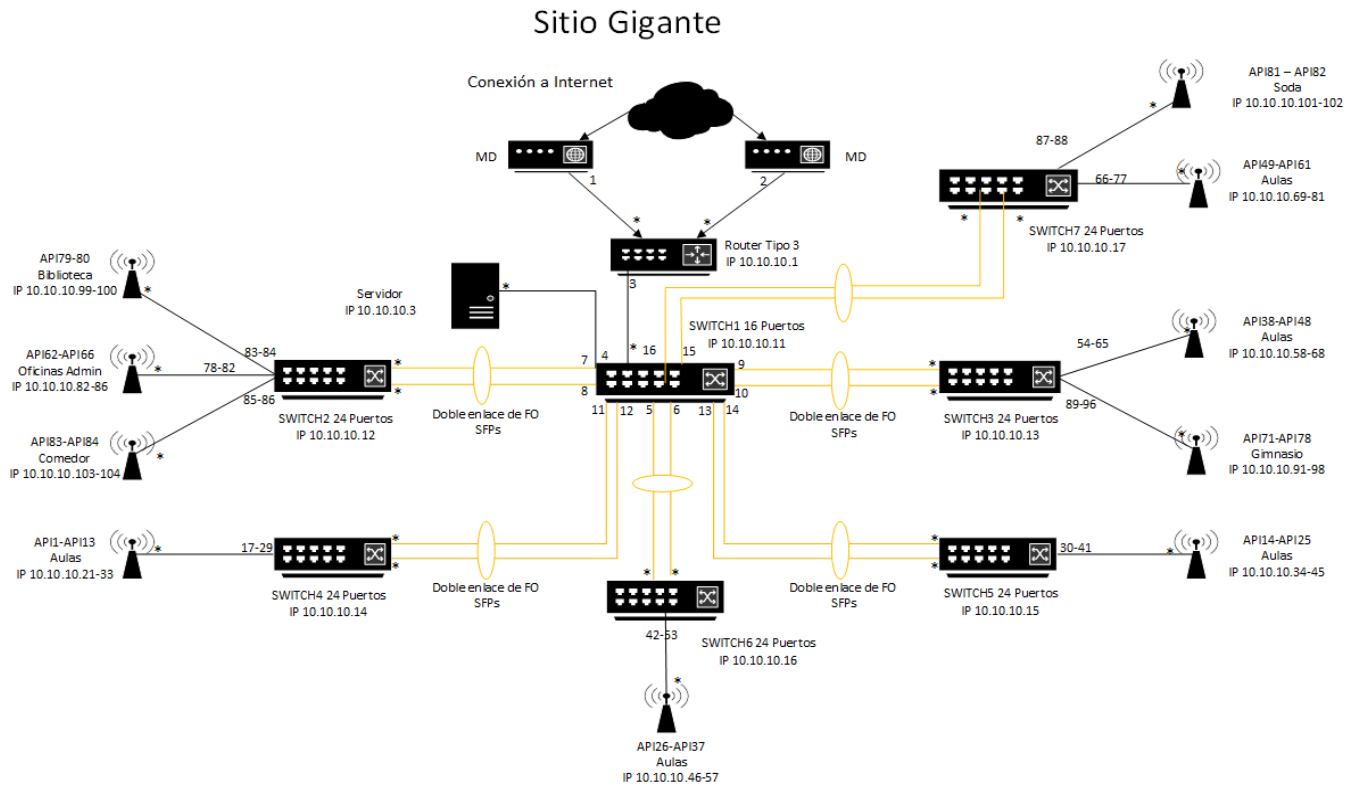 Sitio Gigante
Conexión a Internet
MD
MD
1
2
*
*
Router Tipo 3
IP 10.10.10.1
3
Servidor
IP 10.10.10.3
*
API81 – API82
Soda
IP 10.10.10.101-102
*
87-88
API49-API61
Aulas
IP 10.10.10.69-81
*
66-77
*
*
SWITCH7 24 Puertos
IP 10.10.10.17
SWITCH1 16 Puertos
IP 10.10.10.11
7
4
*
16
15
9
8
10
11
12
5
6
13
14
API79-80
Biblioteca
IP 10.10.10.99-100
*
83-84
API62-API66
Oficinas Admin
IP 10.10.10.82-86
*
78-82
85-86
API83-API84
Comedor
IP 10.10.10.103-104
*
*
*
SWITCH2 24 Puertos
IP 10.10.10.12
Doble enlace de FO
SFPs
Doble enlace de FO
SFPs
*
*
SWITCH3 24 Puertos
IP 10.10.10.13
API38-API48
Aulas
IP 10.10.10.58-68
*
54-65
89-96
API71-API78
Gimnasio
IP 10.10.10.91-98
*
API1-API13
Aulas
IP 10.10.10.21-33
*
17-29
*
*
SWITCH4 24 Puertos
IP 10.10.10.14
Doble enlace de FO
SFPs
*
*
42-53
SWITCH6 24 Puertos
IP 10.10.10.16
*
API26-API37
Aulas
IP 10.10.10.46-57
Doble enlace de FO
SFPs
*
*
SWITCH5 24 Puertos
IP 10.10.10.15
30-41
*
API14-API25
Aulas
IP 10.10.10.34-45